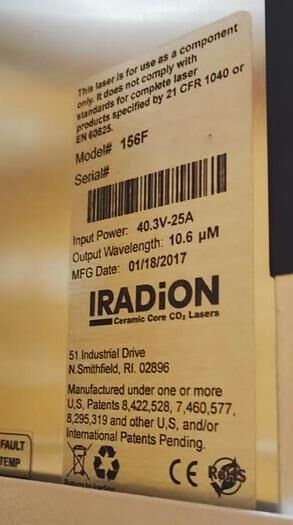 This laser is for use as a component
only. It does not comply with
standards for complete laser
products specified by 21 CFR 1040 or
EN 60825.
Model# 156F
Serial#
Input Power: 40.3V-25A
Output Wavelength: 10.6 µM
MFG Date: 01/18/2017
IRADiON
Ceramic Core CO₂ Lasers
51 Industrial Drive
N.Smithfield, RI. 02896
Manufactured under one or more
U,S, Patents 8,422,528, 7,460,577,
8,295,319 and other U,S, and/or
International Patents Pending.
FAULT
TEMP
CE RoHS